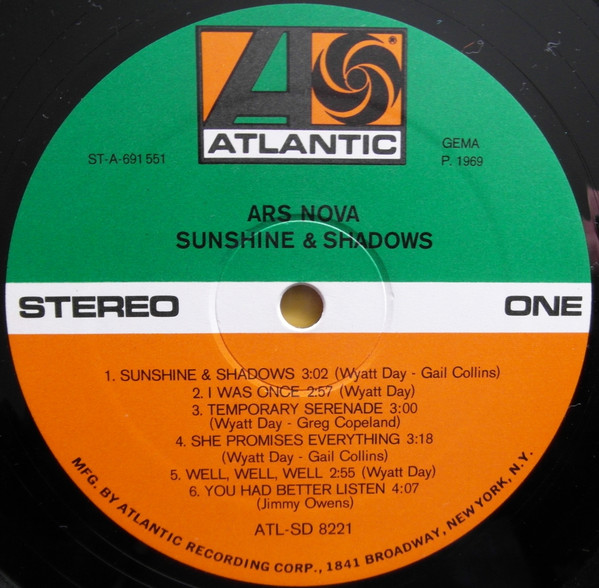 ATLANTIC
ST-A-691 551
GEMA
P. 1969
ARS NOVA
SUNSHINE & SHADOWS
STEREO
ONE
1. SUNSHINE & SHADOWS 3:02 (Wyatt Day - Gail Collins)
2. I WAS ONCE 2:57 (Wyatt Day)
3. TEMPORARY SERENADE 3:00
(Wyatt Day - Greg Copeland)
4. SHE PROMISES EVERYTHING 3:18
(Wyatt Day - Gail Collins)
5. WELL, WELL, WELL 2:55 (Wyatt Day)
6. YOU HAD BETTER LISTEN 4:07
(Jimmy Owens)
ATL-SD 8221
MFG. BY ATLANTIC RECORDING CORP., 1841 BROADWAY, NEW YORK, N.Y.